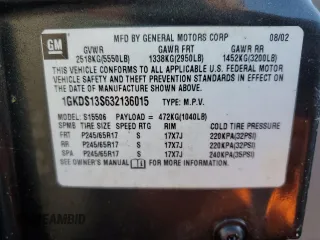 GM
MFD BY GENERAL MOTORS CORP 08/02
GVWR GAWR FRT GAWR RR
2518KG(5550LB) 1338KG(2950LB) 1452KG(3200LB)
THIS VEHICLE CONFORMS TO ALL APPLICABLE U.S. FEDERAL
MOTOR VEHICLE SAFETY AND THEFT PREVENTION STANDARDS
IN EFFECT ON THE DATE OF MANUFACTURE SHOWN ABOVE.
1GKDS13S632136015 TYPE: M.P.V.
MODEL: S15506 PAYLOAD = 472KG(1040LB)
TIRE SIZE SPEED RTG RIM COLD TIRE PRESSURE
FRT P245/65R17 S 17X7J 220KPA(32PSI)
RR P245/65R17 S 17X7J 220KPA(32PSI)
SPA P245/65R17 S 17X7J 240KPA(35PSI)
SEE OWNER'S MANUAL FOR MORE INFORMATION.